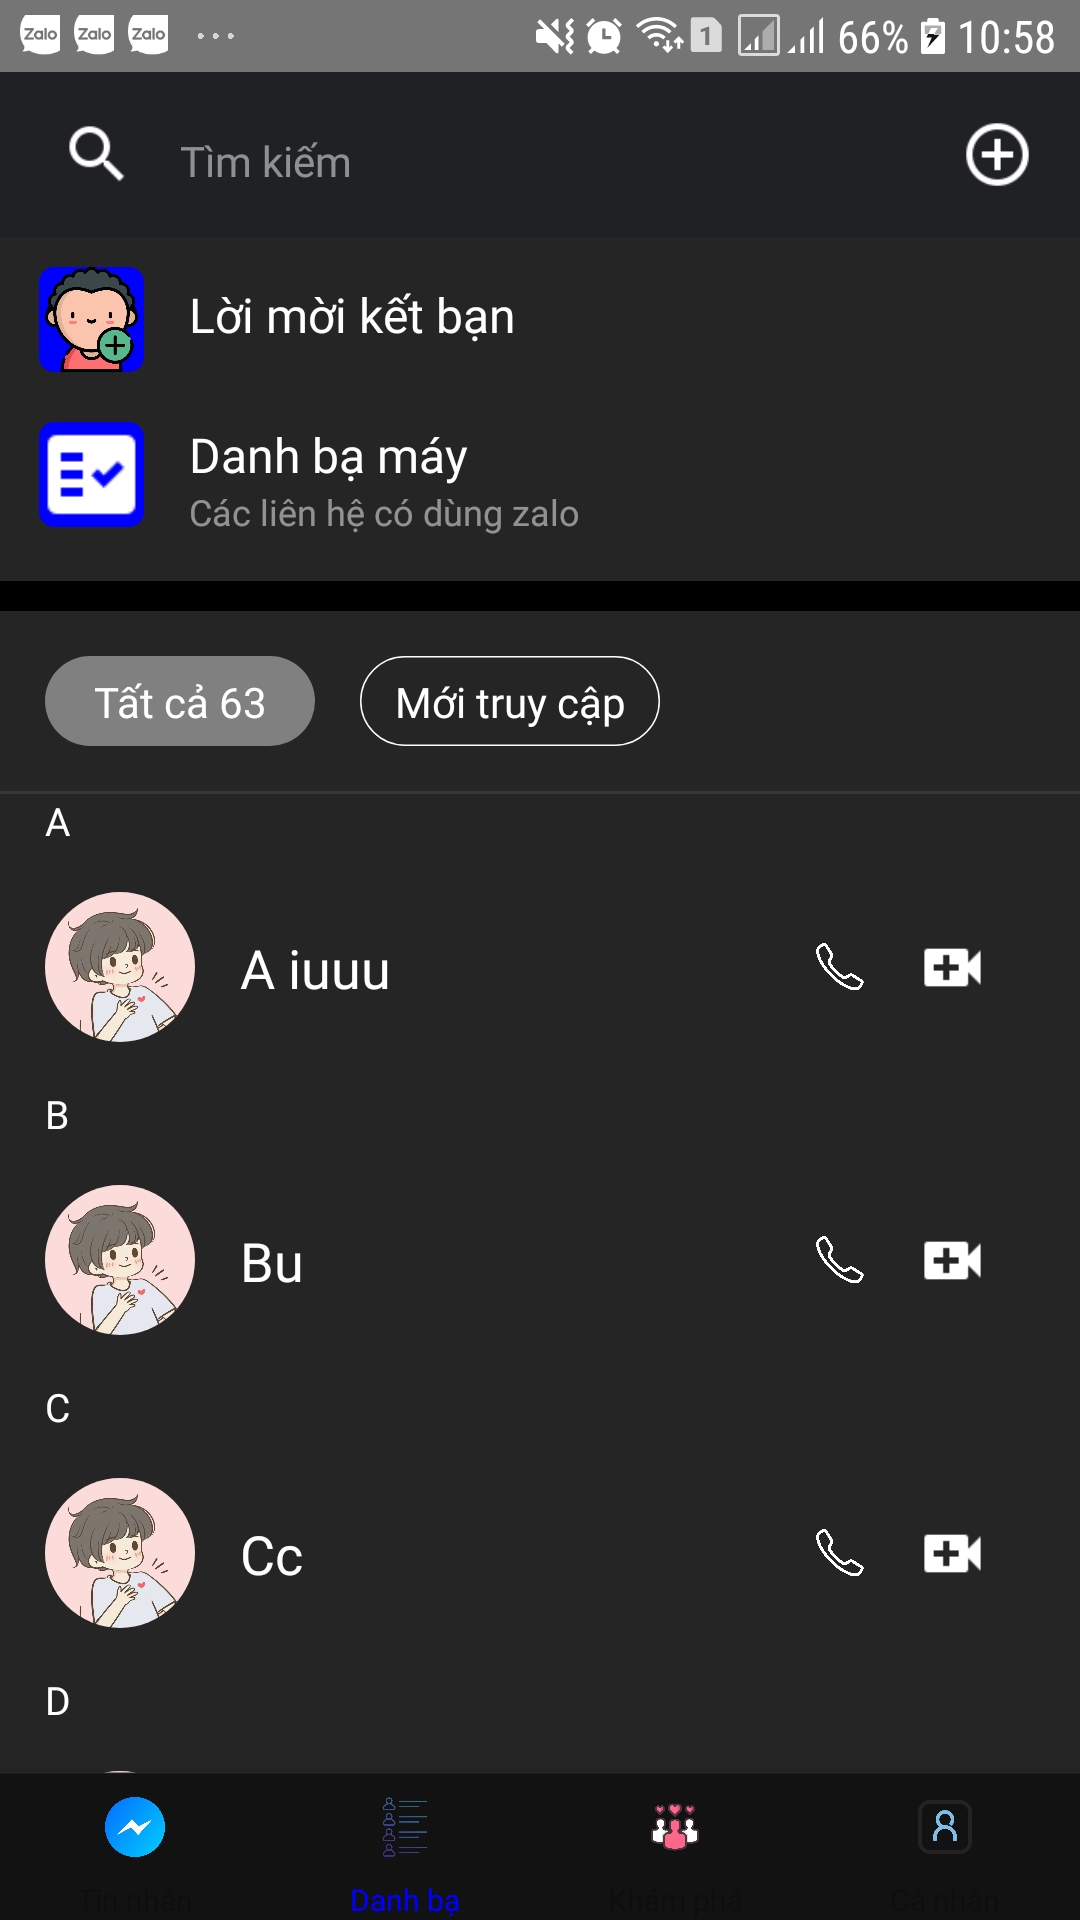 Zalo Zalo Zalo ... 1 66% 10:58
Tìm kiếm
Lời mời kết bạn
Danh bạ máy
Các liên hệ có dùng zalo
Tất cả 63 Mới truy cập
A
A iuuu
B
Bu
C
Cc
D
Tin nhắn Danh bạ Khám phá Cá nhân